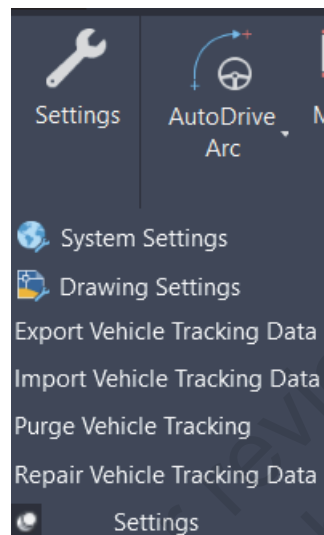 Settings
AutoDrive
Arc
System Settings
Drawing Settings
Export Vehicle Tracking Data
Import Vehicle Tracking Data
Purge Vehicle Tracking
Repair Vehicle Tracking Data
Settings